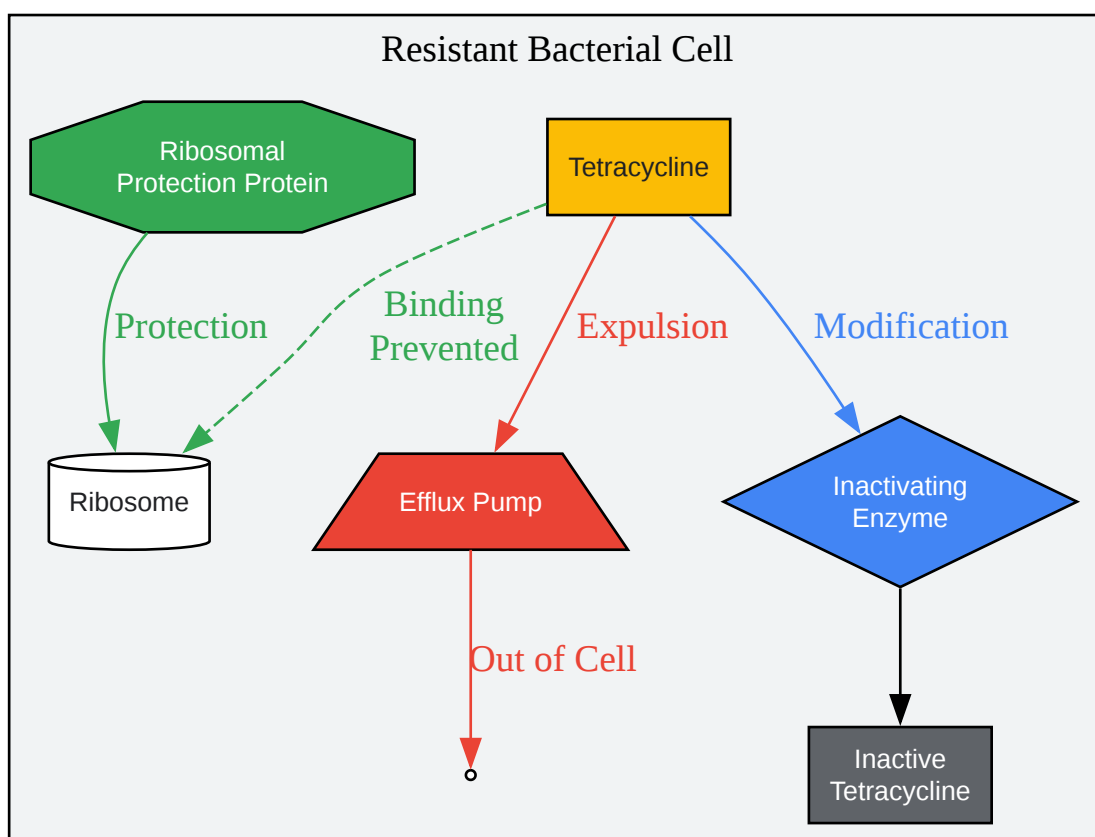 Resistant Bacterial Cell
Ribosomal
Protection Protein
Tetracycline
Protection
Binding
Prevented
Expulsion
Modification
Ribosome
Efflux Pump
Inactivating
Enzyme
Out of Cell
Inactive
Tetracycline